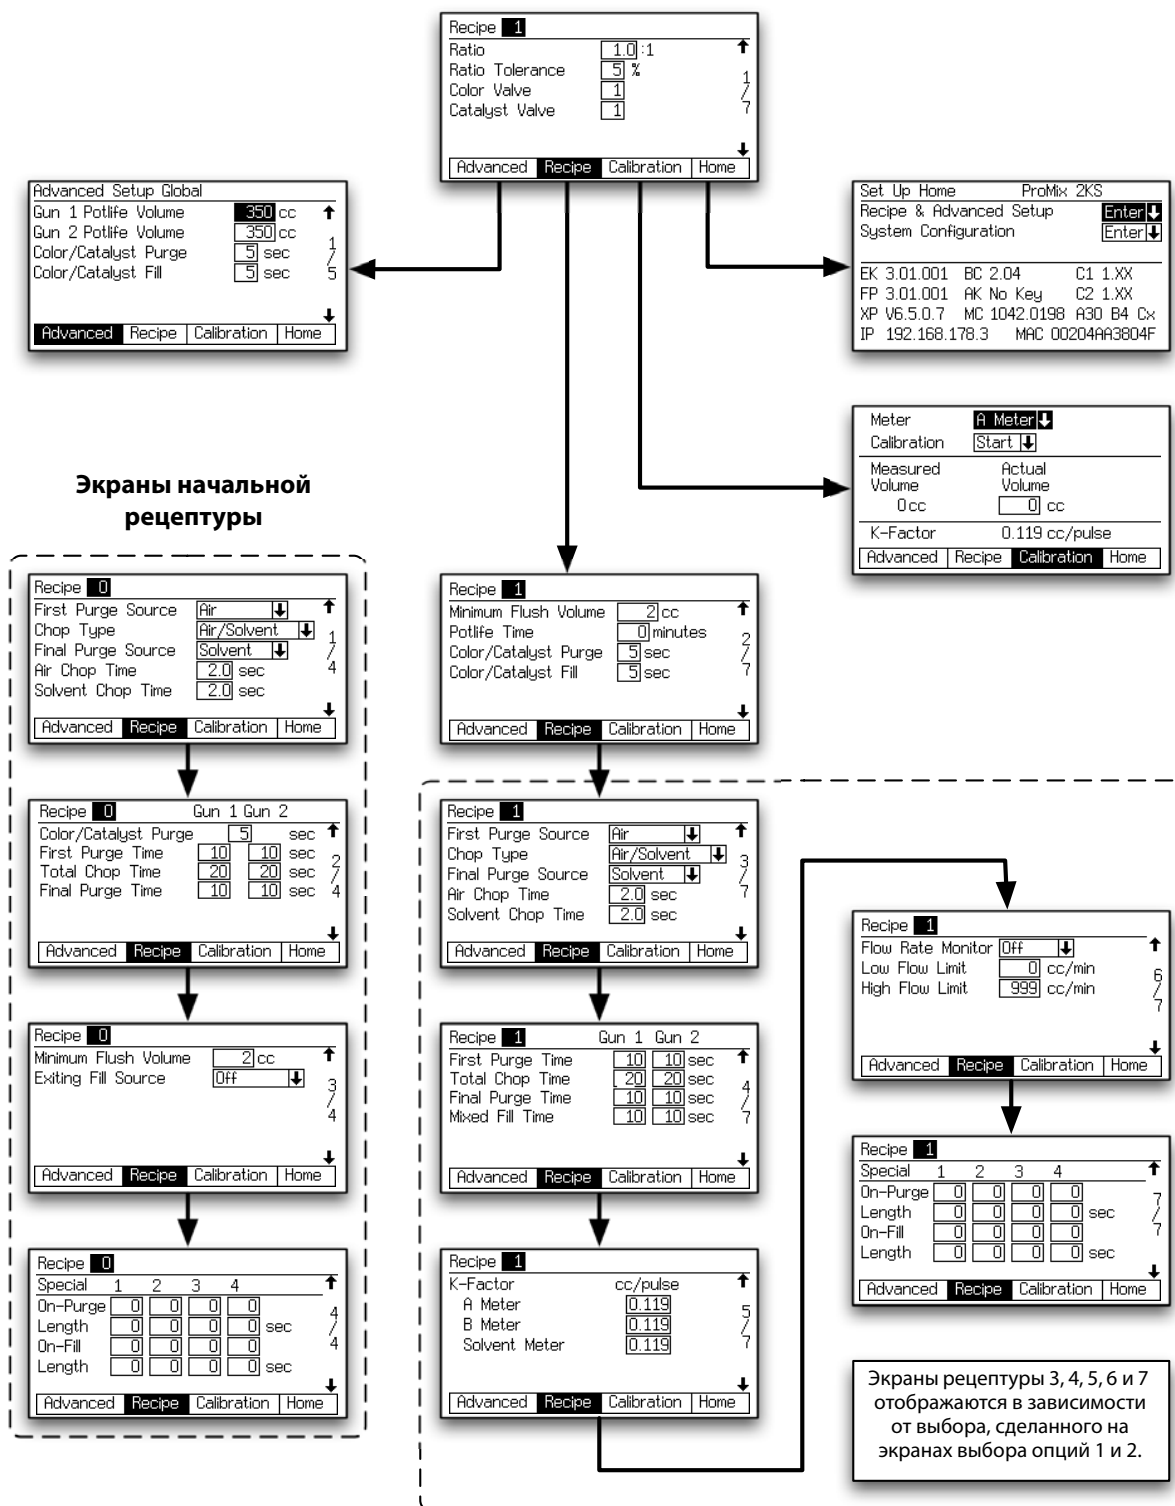 Recipe 1
Ratio 1.0 :1
Ratio Tolerance 5 %
Color Valve 1
Catalyst Valve 1
1 / 7
Advanced Recipe Calibration Home
Advanced Setup Global
Gun 1 Potlife Volume 350 cc
Gun 2 Potlife Volume 350 cc
Color/Catalyst Purge 5 sec
Color/Catalyst Fill 5 sec
1 / 5
Advanced Recipe Calibration Home
Set Up Home ProMix 2KS
Recipe & Advanced Setup Enter
System Configuration Enter
EK 3.01.001 BC 2.04 C1 1.XX
FP 3.01.001 AK No Key C2 1.XX
XP V6.5.0.7 MC 1042.0198 A30 B4 Cx
IP 192.168.178.3 MAC 00204AA3804F
Meter A Meter
Calibration Start
Measured Actual
Volume Volume
0cc 0 cc
K-Factor 0.119 cc/pulse
Advanced Recipe Calibration Home
Экраны начальной
рецептуры
Recipe 0
First Purge Source Air
Chop Type Air/Solvent
Final Purge Source Solvent
Air Chop Time 2.0 sec
Solvent Chop Time 2.0 sec
1 / 4
Advanced Recipe Calibration Home
Recipe 0 Gun 1 Gun 2
Color/Catalyst Purge 5 sec
First Purge Time 10 10 sec
Total Chop Time 20 20 sec
Final Purge Time 10 10 sec
2 / 4
Advanced Recipe Calibration Home
Recipe 0
Minimum Flush Volume 2 cc
Exiting Fill Source Off
3 / 4
Advanced Recipe Calibration Home
Recipe 0
Special 1 2 3 4
On-Purge 0 0 0 0
Length 0 0 0 0 sec
On-Fill 0 0 0 0
Length 0 0 0 0 sec
4 / 4
Advanced Recipe Calibration Home
Recipe 1
Minimum Flush Volume 2 cc
Potlife Time 0 minutes
Color/Catalyst Purge 5 sec
Color/Catalyst Fill 5 sec
2 / 7
Advanced Recipe Calibration Home
Recipe 1
First Purge Source Air
Chop Type Air/Solvent
Final Purge Source Solvent
Air Chop Time 2.0 sec
Solvent Chop Time 2.0 sec
3 / 7
Advanced Recipe Calibration Home
Recipe 1 Gun 1 Gun 2
First Purge Time 10 10 sec
Total Chop Time 20 20 sec
Final Purge Time 10 10 sec
Mixed Fill Time 10 10 sec
4 / 7
Advanced Recipe Calibration Home
Recipe 1
K-Factor cc/pulse
A Meter 0.119
B Meter 0.119
Solvent Meter 0.119
5 / 7
Advanced Recipe Calibration Home
Recipe 1
Flow Rate Monitor Off
Low Flow Limit 0 cc/min
High Flow Limit 999 cc/min
6 / 7
Advanced Recipe Calibration Home
Recipe 1
Special 1 2 3 4
On-Purge 0 0 0 0
Length 0 0 0 0 sec
On-Fill 0 0 0 0
Length 0 0 0 0 sec
7 / 7
Advanced Recipe Calibration Home
Экраны рецептуры 3, 4, 5, 6 и 7
отображаются в зависимости
от выбора, сделанного на
экранах выбора опций 1 и 2.